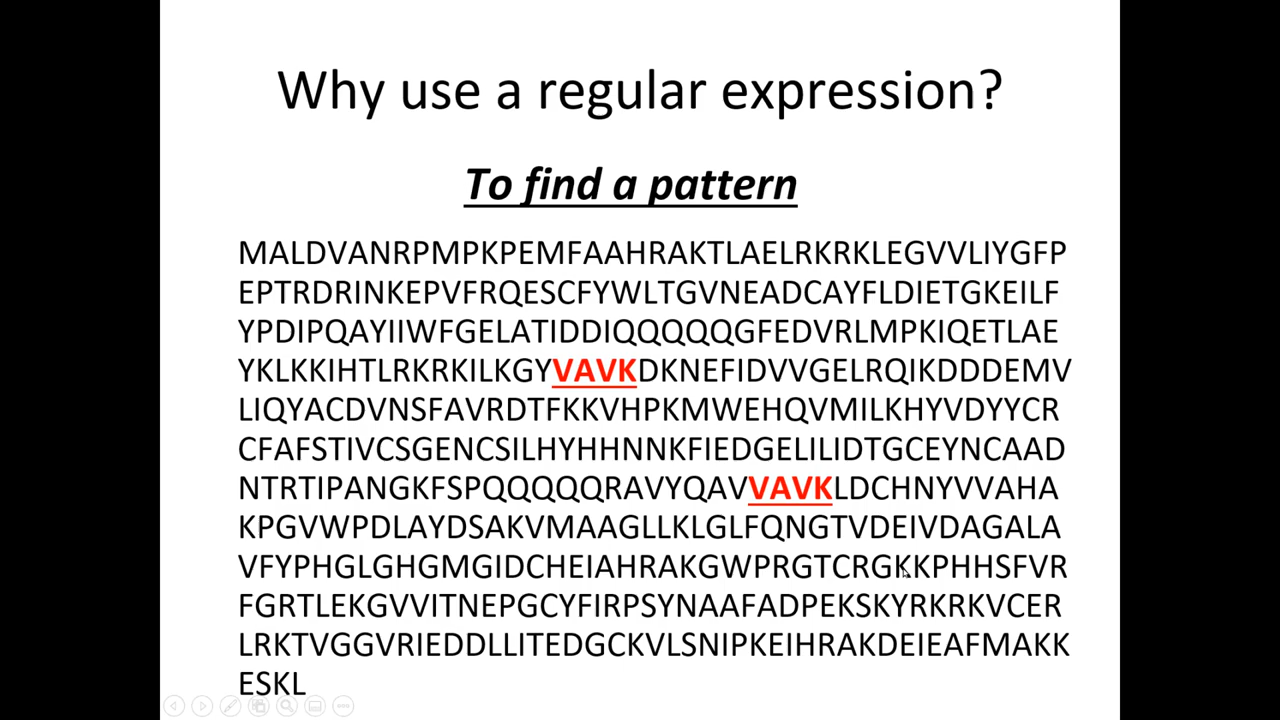 Why use a regular expression?
To find a pattern
MALDVANRPMPKPEMFAAHRAKTLAELRKRKLEGVVLIYGFP
EPTRDRINKEPVFRQESCFYWLTGVNEADCAYFLDIETGKEILF
YPDIPQAYIIWFGELATIDDIQQQQQGFEDVRLMPKIQETLAE
YKLKKIHTLRKRKILKGYVAVKDKNEFIDVVGELRQIKDDDEMV
LIQYACDVNSFAVRDTFKKVHPKMWEHQVMILKHYVDYYCR
CFAFSTIVCSGENCSILHYHHNNKFIEDGELILIDTGCEYNCAAD
NTRTIPANGKFSPQQQQQRAVYQAVVAVKLDCHNYVVAHA
KPGVWPDLAYDSAKVMAAGLLKLGLFQNGTVDEIVDAGALA
VFYPHGLGHGMGIDCHEIAHRAKGWPRGTCRGKKPHHSFVR
FGRTLEKGVVITNEPGCYFIRPSYNAAFADPEKSKYRKRKVCER
LRKTVGGVRIEDDLLITEDGCKVLSNIPKEIHRAKDEIEAFMAKK
ESKL